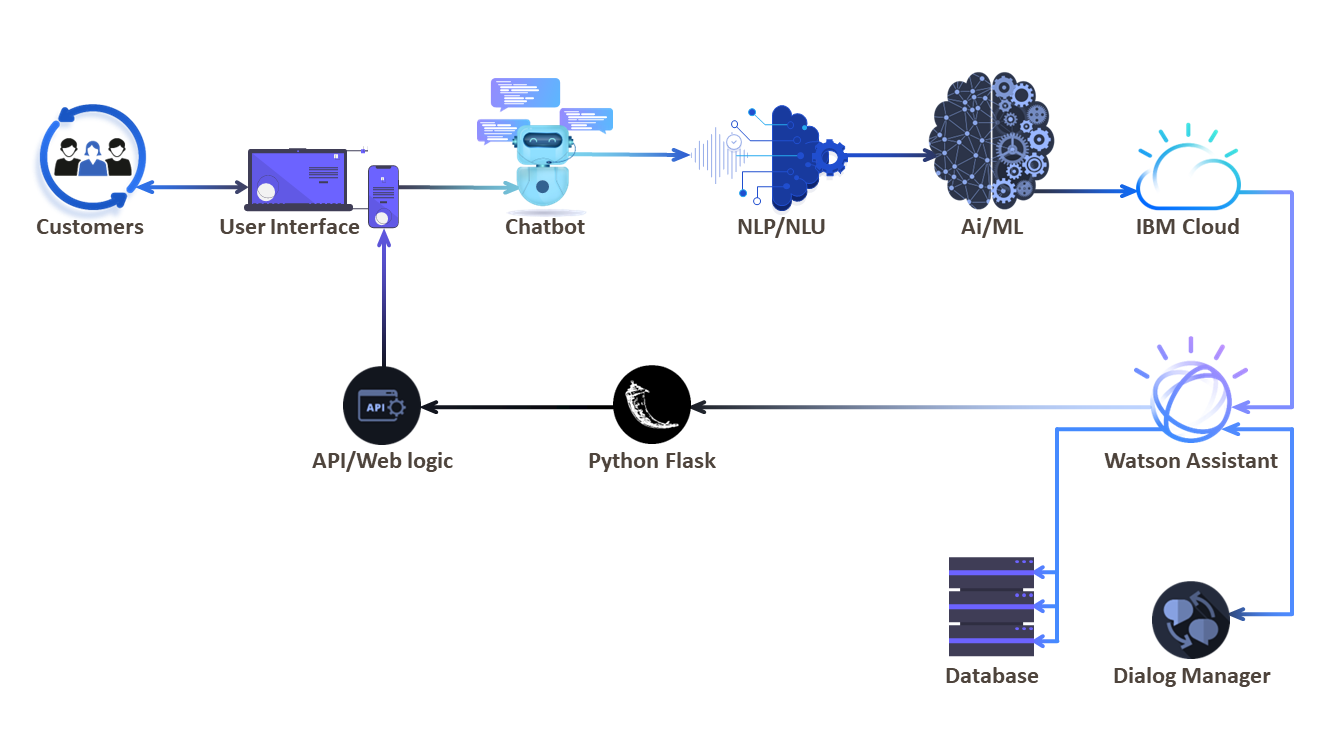 Customers
User Interface
Chatbot
NLP/NLU
Ai/ML
IBM Cloud
API
API/Web logic
Python Flask
Watson Assistant
Database
Dialog Manager